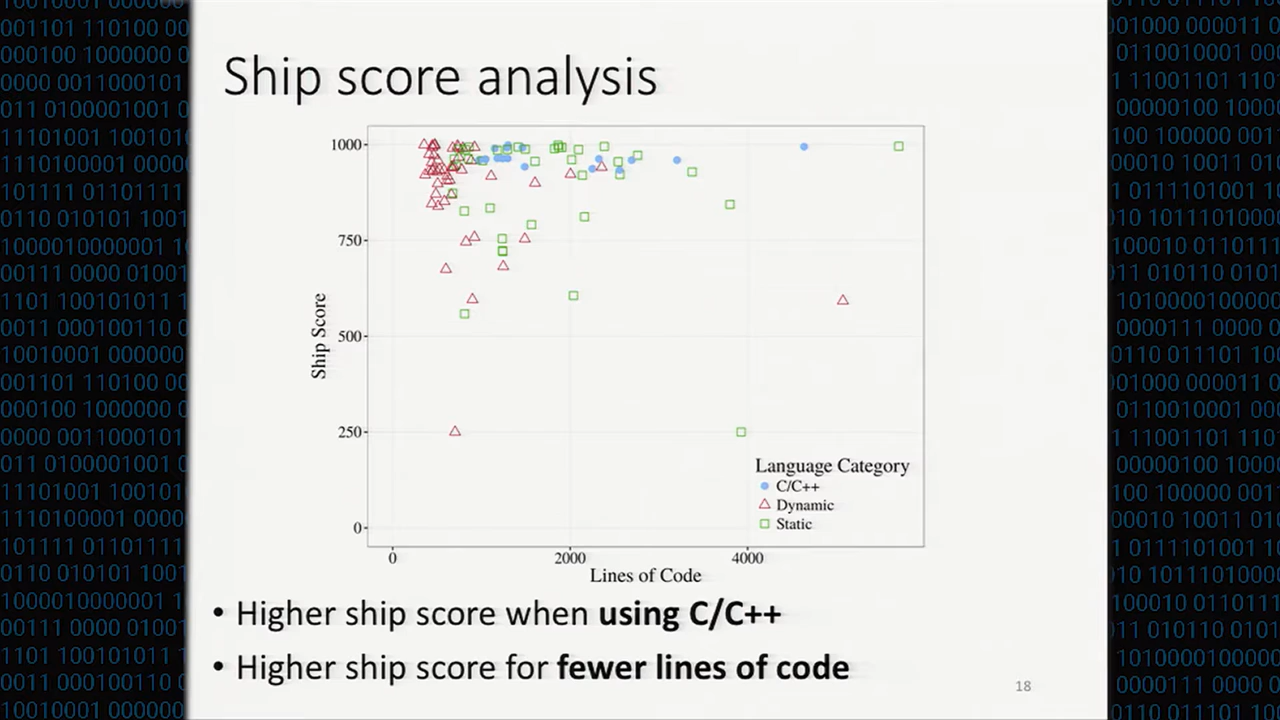 Ship score analysis
1000
750
500
250
0
Ship Score
Language Category
C/C++
Dynamic
Static
0 2000 4000
Lines of Code
• Higher ship score when using C/C++
• Higher ship score for fewer lines of code
18